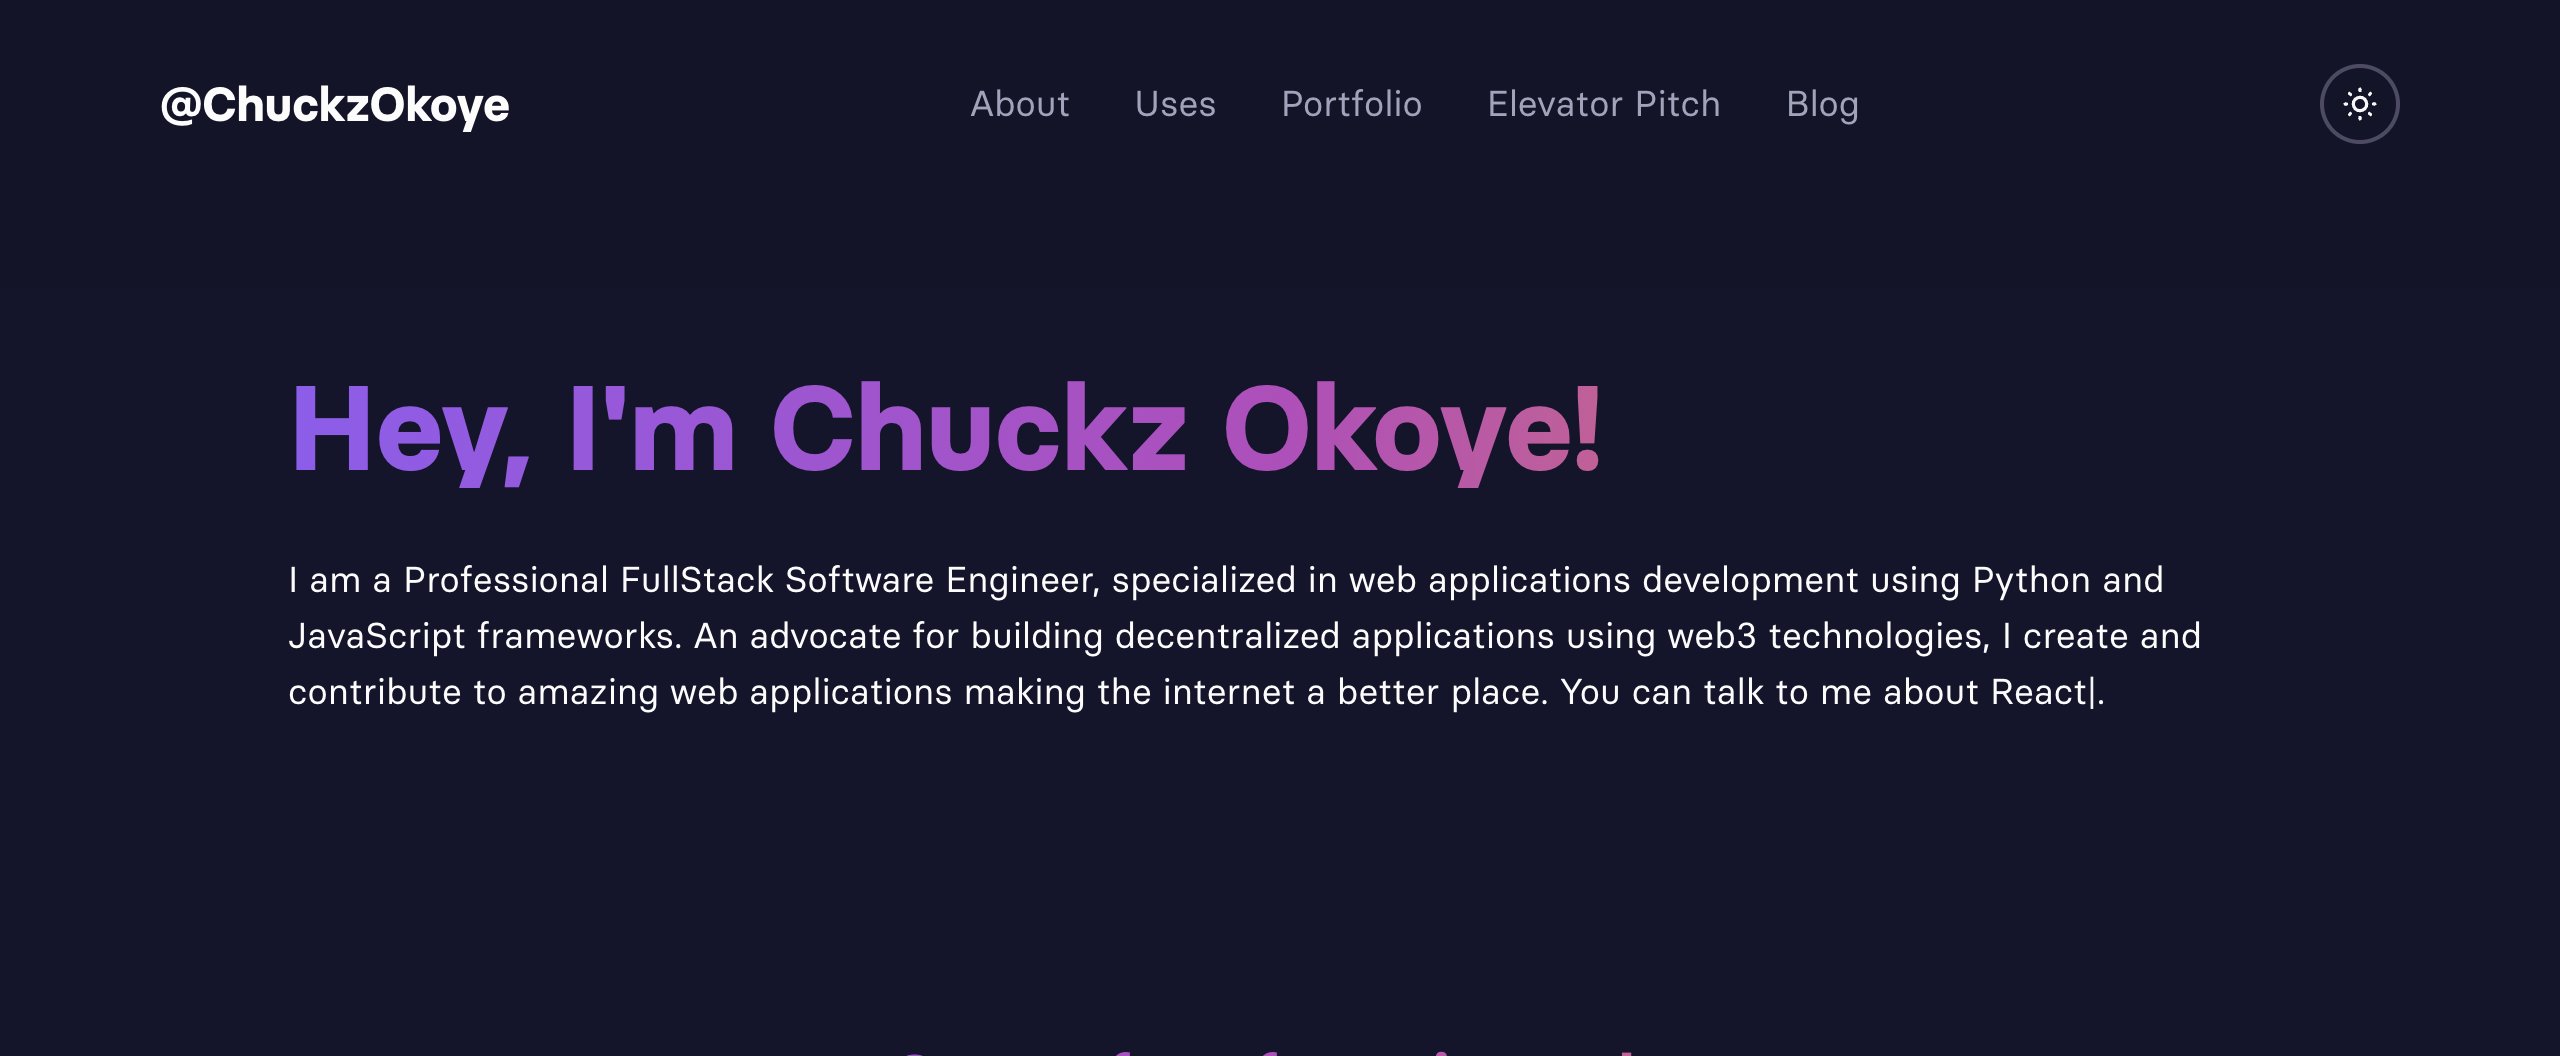 @ChuckzOkoye
About Uses Portfolio Elevator Pitch Blog
Hey, I'm Chuckz Okoye!
I am a Professional FullStack Software Engineer, specialized in web applications development using Python and
JavaScript frameworks. An advocate for building decentralized applications using web3 technologies, I create and
contribute to amazing web applications making the internet a better place. You can talk to me about React|.